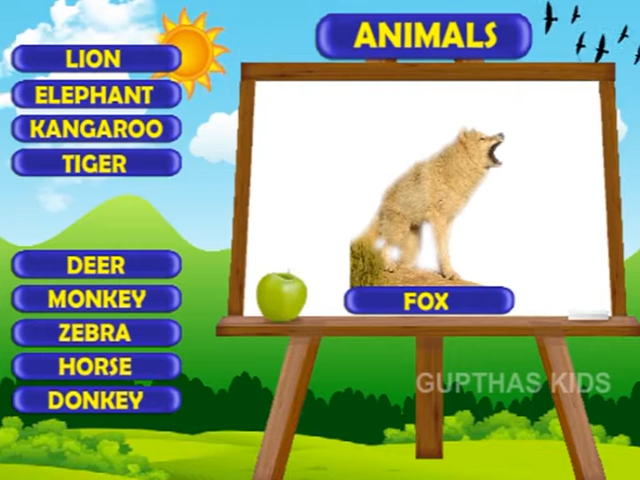 ANIMALS
LION
ELEPHANT
KANGAROO
TIGER
DEER
MONKEY
ZEBRA
HORSE
DONKEY
FOX
GUPTHAS KIDS